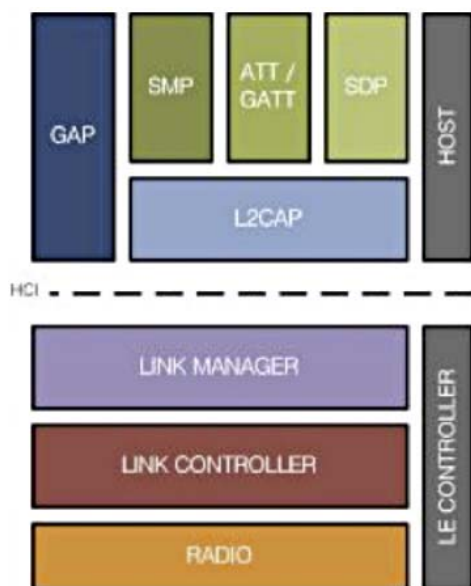 GAP
SMP
ATT /
GATT
SDP
HOST
L2CAP
HCI
LINK MANAGER
LINK CONTROLLER
RADIO
LE CONTROLLER